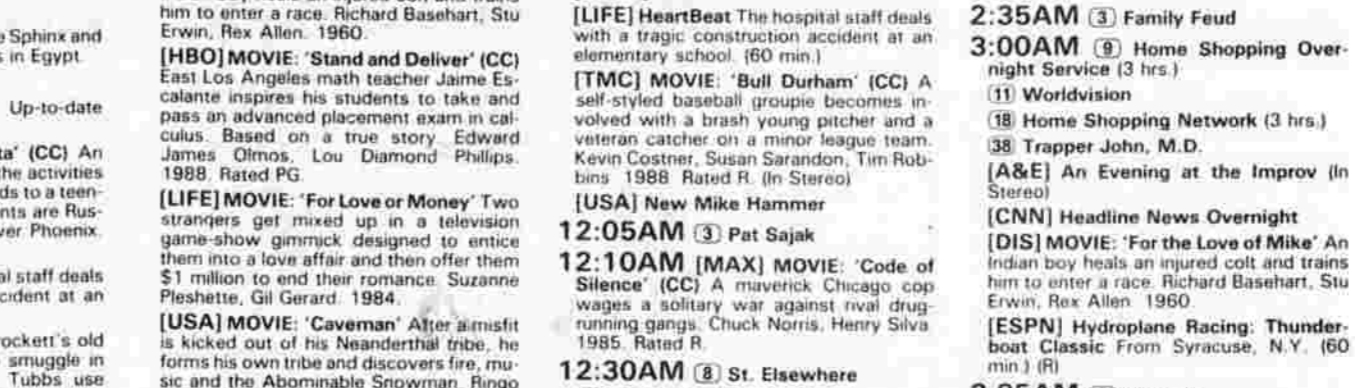 e Sphinx and
s in Egypt.
Up-to-date
ta' (CC) An
he activities
ds to a teen-
nts are Rus-
ver Phoenix.
al staff deals
cident at an
ockett's old
smuggle in
Tubbs use
him to enter a race. Richard Basehart, Stu
Erwin, Rex Allen. 1960.
[HBO] MOVIE: 'Stand and Deliver' (CC)
East Los Angeles math teacher Jaime Es-
calante inspires his students to take and
pass an advanced placement exam in cal-
culus. Based on a true story. Edward
James Olmos, Lou Diamond Phillips.
1988. Rated PG.
[LIFE] MOVIE: 'For Love or Money' Two
strangers get mixed up in a television
game-show gimmick designed to entice
them into a love affair and then offer them
$1 million to end their romance. Suzanne
Pleshette, Gil Gerard. 1984.
[USA] MOVIE: 'Caveman' After a misfit
is kicked out of his Neanderthal tribe, he
forms his own tribe and discovers fire, mu-
sic and the Abominable Snowman. Ringo
[LIFE] HeartBeat The hospital staff deals
with a tragic construction accident at an
elementary school. (60 min.)
[TMC] MOVIE: 'Bull Durham' (CC) A
self-styled baseball groupie becomes in-
volved with a brash young pitcher and a
veteran catcher on a minor league team.
Kevin Costner, Susan Sarandon, Tim Rob-
bins 1988 Rated R. (In Stereo)
[USA] New Mike Hammer
12:05AM (3) Pat Sajak
12:10AM [MAX] MOVIE: 'Code of
Silence' (CC) A maverick Chicago cop
wages a solitary war against rival drug-
running gangs. Chuck Norris, Henry Silva
1985. Rated R.
12:30AM (8) St. Elsewhere
2:35AM (3) Family Feud
3:00AM (9) Home Shopping Over-
night Service (3 hrs.)
(11) Worldvision
(18) Home Shopping Network (3 hrs.)
(38) Trapper John, M.D.
[A&E] An Evening at the Improv (In
Stereo)
[CNN] Headline News Overnight
[DIS] MOVIE: 'For the Love of Mike' An
Indian boy heals an injured colt and trains
him to enter a race. Richard Basehart, Stu
Erwin, Rex Allen 1960.
[ESPN] Hydroplane Racing: Thunder-
boat Classic From Syracuse, N.Y. (60
min.) (R)